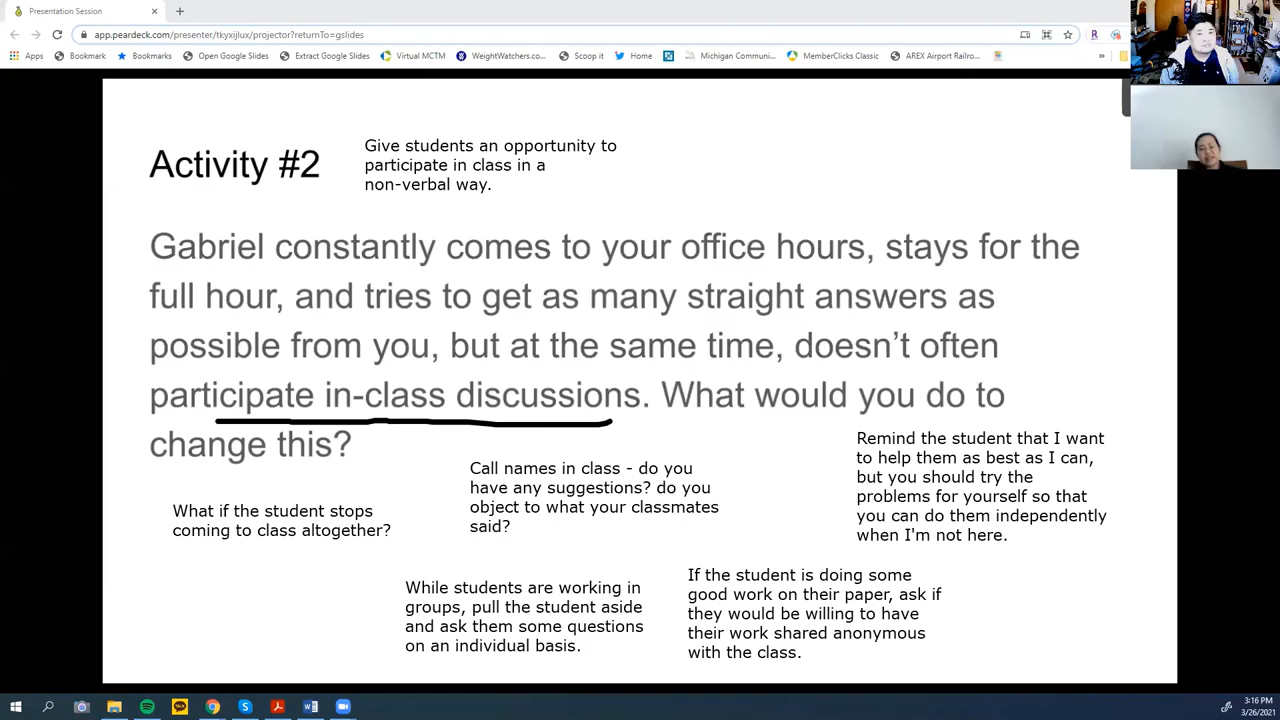 Presentation Session
app.peardeck.com/presenter/tkyxijlux/projector?returnTo=gslides
Apps
Bookmark
Bookmarks
Open Google Slides
Extract Google Slides
Virtual MCTM
WeightWatchers.co...
Scoop it
Home
Michigan Communi...
MemberClicks Classic
AREX Airport Railro...
Activity #2
Give students an opportunity to
participate in class in a
non-verbal way.
Gabriel constantly comes to your office hours, stays for the
full hour, and tries to get as many straight answers as
possible from you, but at the same time, doesn't often
participate in-class discussions. What would you do to
change this?
What if the student stops
coming to class altogether?
Call names in class - do you
have any suggestions? do you
object to what your classmates
said?
Remind the student that I want
to help them as best as I can,
but you should try the
problems for yourself so that
you can do them independently
when I'm not here.
While students are working in
groups, pull the student aside
and ask them some questions
on an individual basis.
If the student is doing some
good work on their paper, ask if
they would be willing to have
their work shared anonymous
with the class.
3:16 PM
3/26/2021